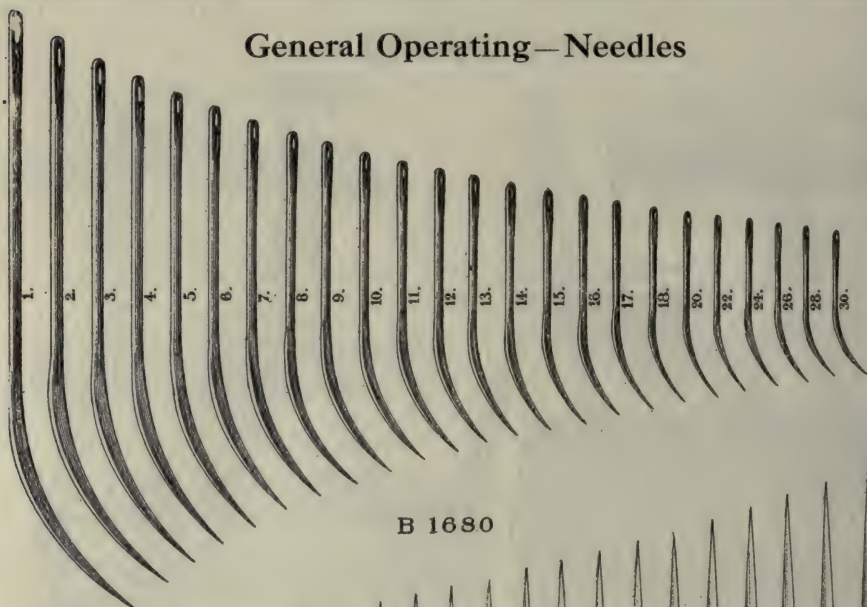 General Operating—Needles
1. 2. 3. 4. 5. 6. 7. 8. 9. 10. 11. 12. 13. 14. 15. 16. 17. 18. 20. 22. 24. 26. 28. 30.
B 1680